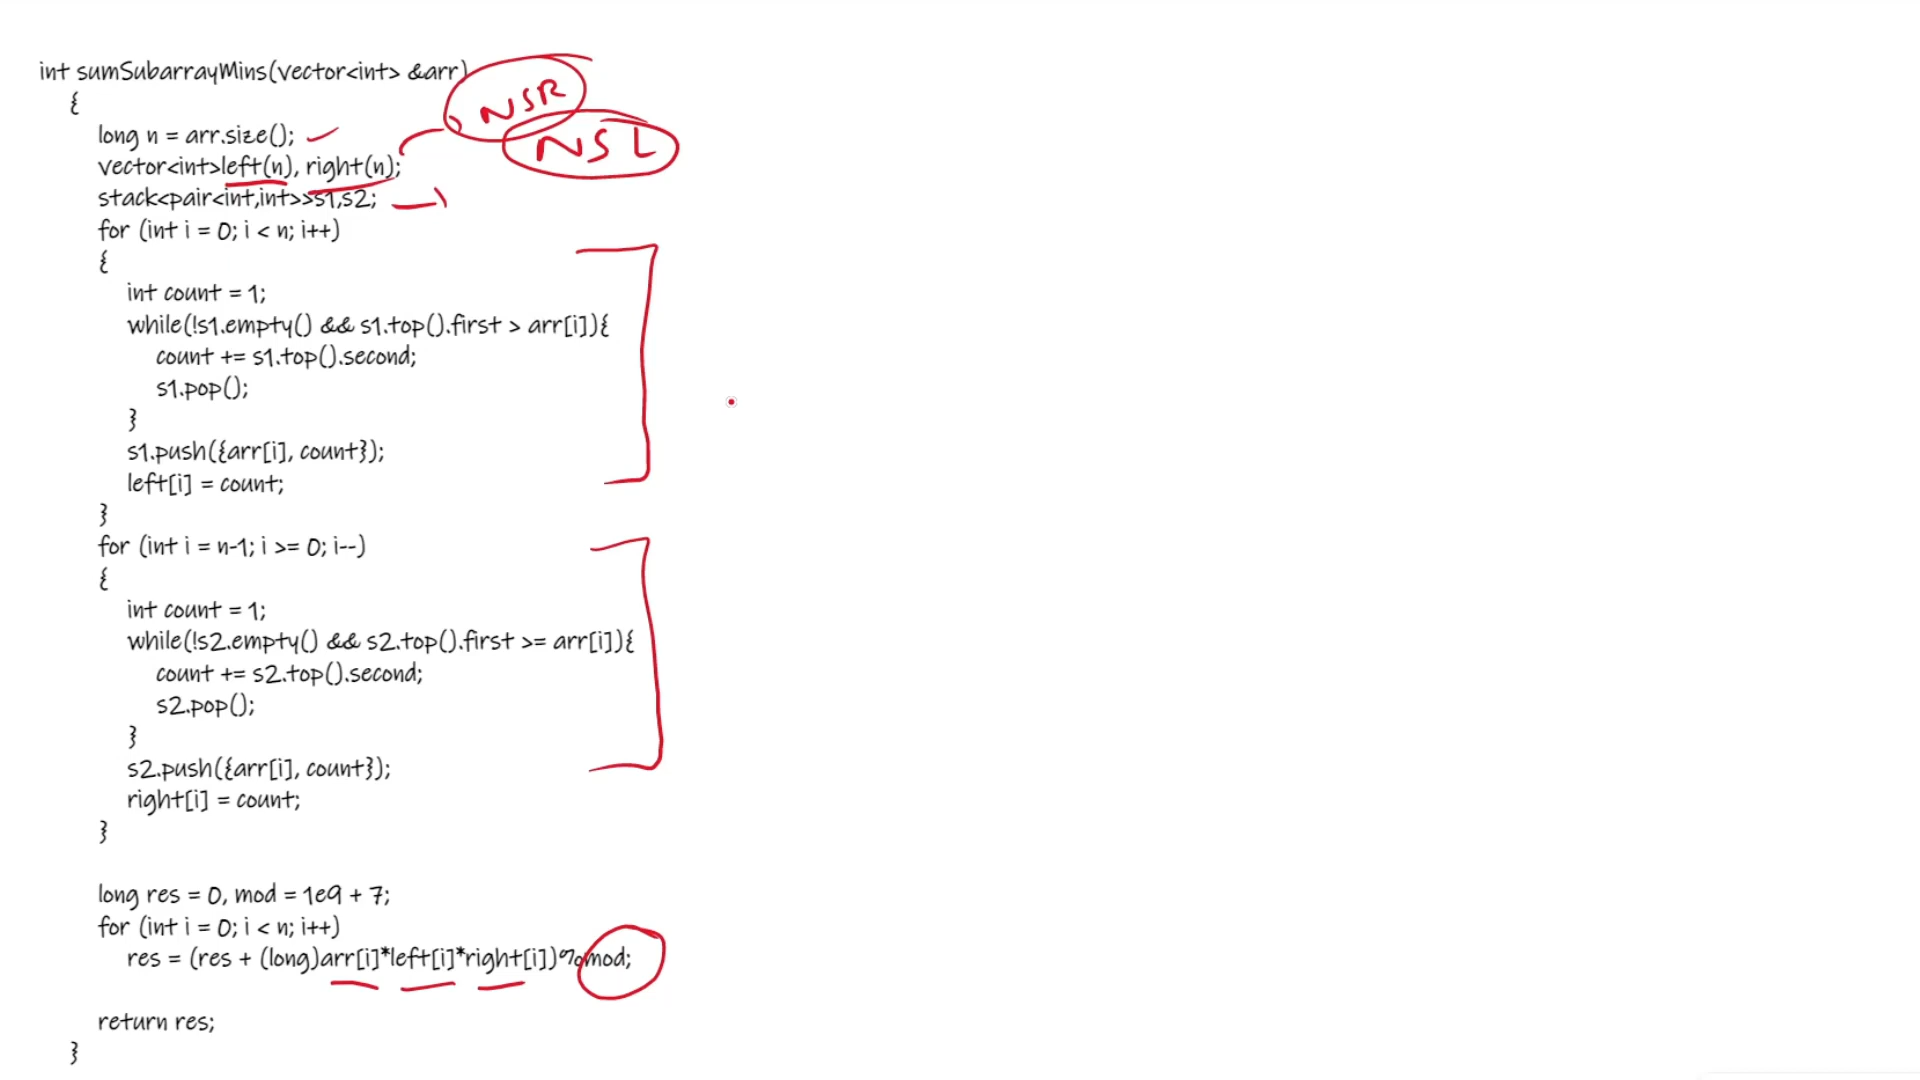 int sumSubarrayMins(vector<int> &arr)
{
long n = arr.size();
vector<int>left(n), right(n);
stack<pair<int,int>>s1,s2;
for (int i = 0; i < n; i++)
{
int count = 1;
while(!s1.empty() && s1.top().first > arr[i]){
count += s1.top().second;
s1.pop();
}
s1.push({arr[i], count});
left[i] = count;
}
for (int i = n-1; i >= 0; i--)
{
int count = 1;
while(!s2.empty() && s2.top().first >= arr[i]){
count += s2.top().second;
s2.pop();
}
s2.push({arr[i], count});
right[i] = count;
}
long res = 0, mod = 1e9 + 7;
for (int i = 0; i < n; i++)
res = (res + (long)arr[i]*left[i]*right[i])%mod;
return res;
}
NSR
NSL